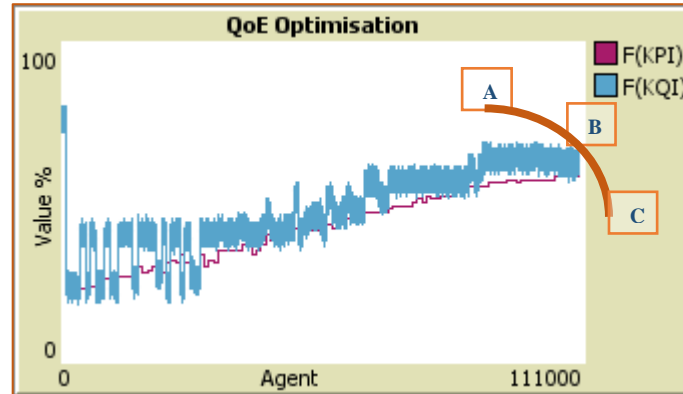 QoE Optimisation
100
F(KPI)
F(KQI)
A
B
C
Value %
0
0 Agent 111000